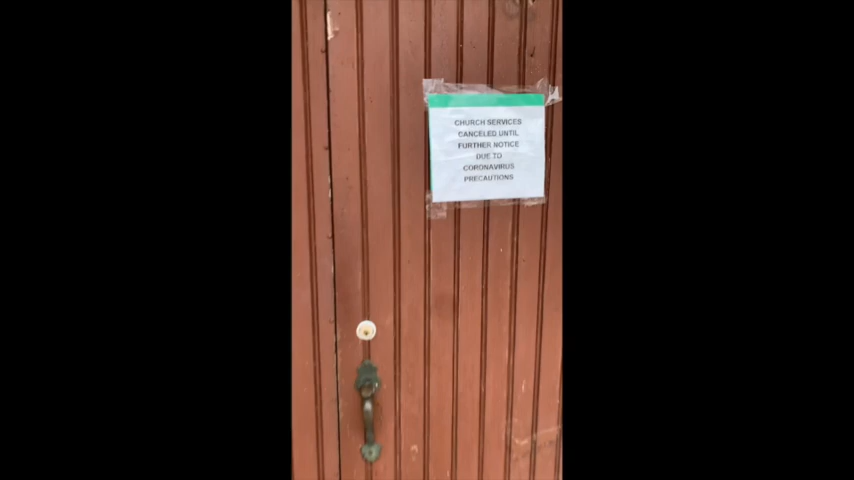 CHURCH SERVICES
CANCELED UNTIL
FURTHER NOTICE
DUE TO
CORONAVIRUS
PRECAUTIONS